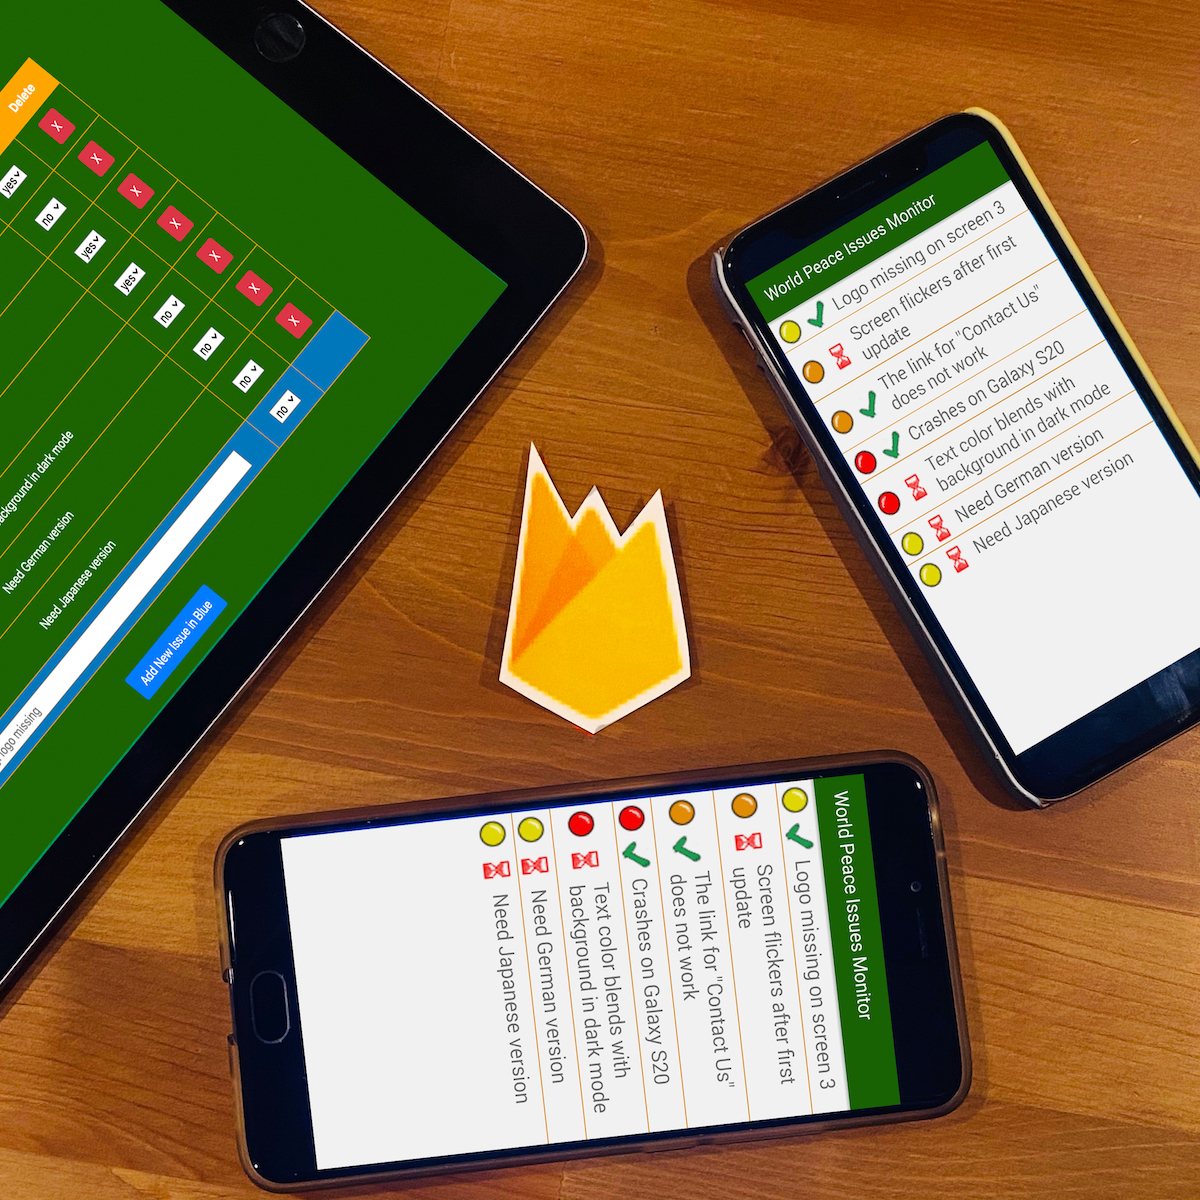 Delete
X
X
X
X
X
X
X
yes
no
yes
yes
no
no
no
no
background in dark mode
Need German version
Need Japanese version
logo missing
Add New Issue in Blue
World Peace Issues Monitor
Logo missing on screen 3
Screen flickers after first
update
The link for "Contact Us"
does not work
Crashes on Galaxy S20
Text color blends with
background in dark mode
Need German version
Need Japanese version
World Peace Issues Monitor
Logo missing on screen 3
Screen flickers after first
update
The link for "Contact Us"
does not work
Crashes on Galaxy S20
Text color blends with
background in dark mode
Need German version
Need Japanese version